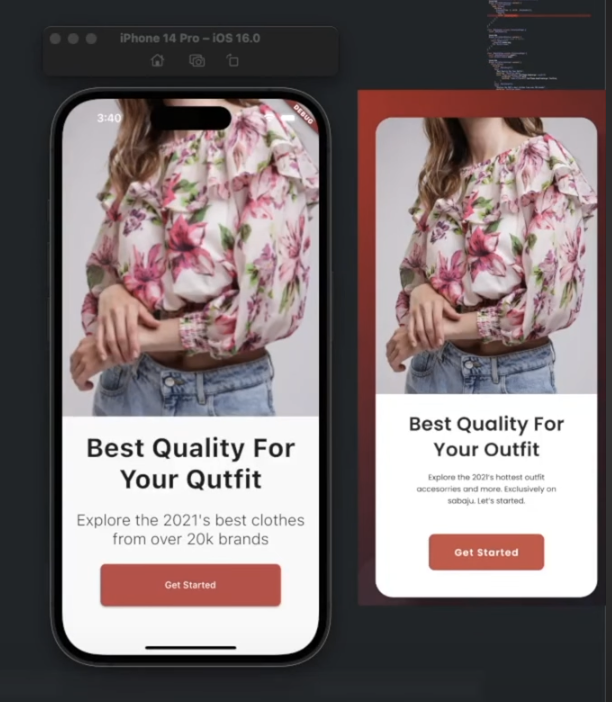 iPhone 14 Pro – iOS 16.0
3:40
DEBUG
Best Quality For
Your Qutfit
Explore the 2021's best clothes
from over 20k brands
Get Started
Best Quality For
Your Outfit
Explore the 2021's hottest outfit
accesorries and more. Exclusively on
sabaju. Let's started.
Get Started